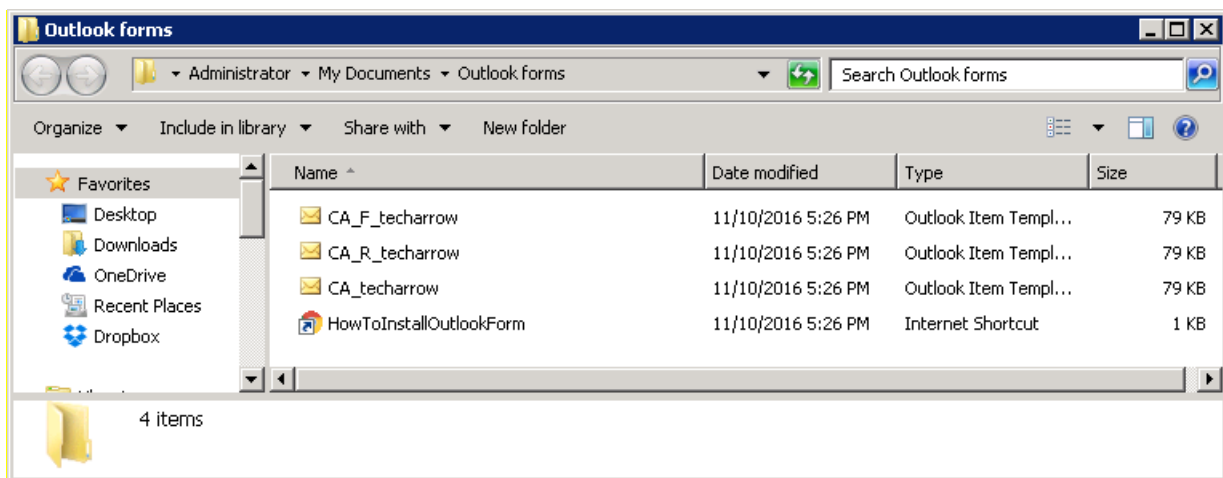 Outlook forms
Administrator My Documents Outlook forms Search Outlook forms
Organize Include in library Share with New folder
Favorites
Desktop
Downloads
OneDrive
Recent Places
Dropbox
Name Date modified Type Size
CA_F_techarrow 11/10/2016 5:26 PM Outlook Item Templ... 79 KB
CA_R_techarrow 11/10/2016 5:26 PM Outlook Item Templ... 79 KB
CA_techarrow 11/10/2016 5:26 PM Outlook Item Templ... 79 KB
HowToInstallOutlookForm 11/10/2016 5:26 PM Internet Shortcut 1 KB
4 items